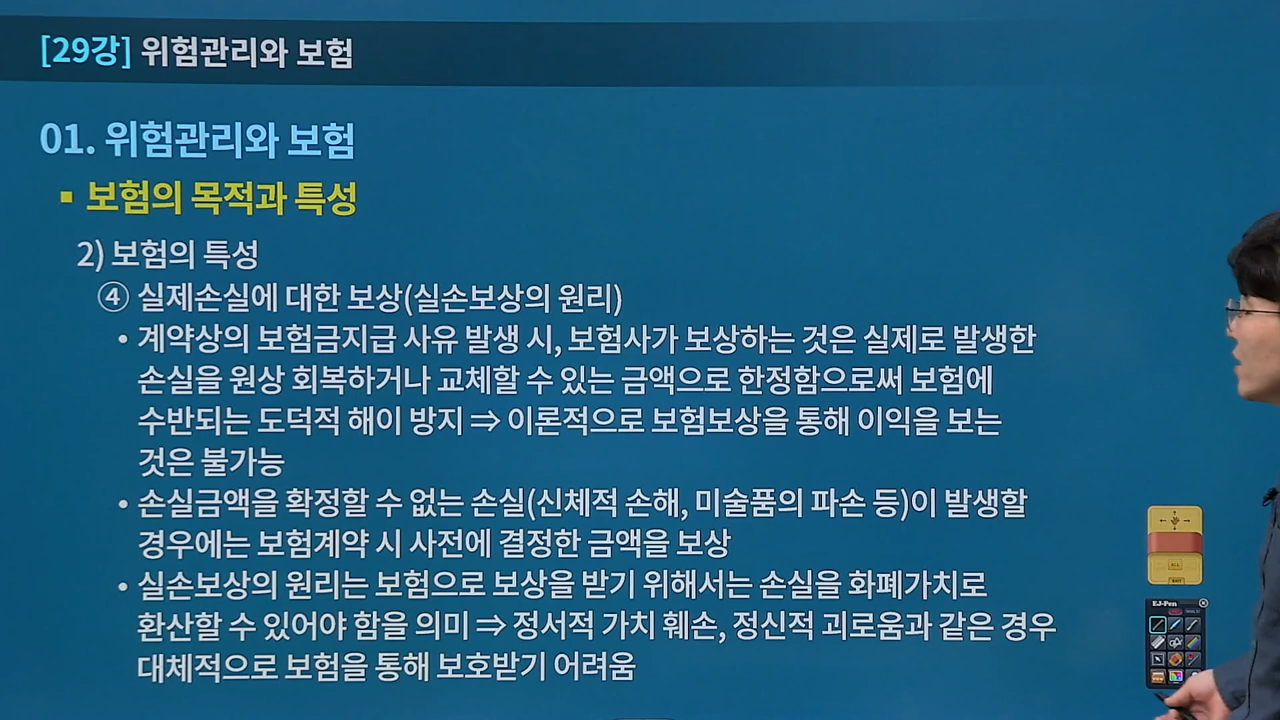 [29강] 위험관리와 보험
01. 위험관리와 보험
▪ 보험의 목적과 특성
2) 보험의 특성
④ 실제손실에 대한 보상(실손보상의 원리)
• 계약상의 보험금지급 사유 발생 시, 보험사가 보상하는 것은 실제로 발생한
손실을 원상 회복하거나 교체할 수 있는 금액으로 한정함으로써 보험에
수반되는 도덕적 해이 방지 ⇒ 이론적으로 보험보상을 통해 이익을 보는
것은 불가능
• 손실금액을 확정할 수 없는 손실(신체적 손해, 미술품의 파손 등)이 발생할
경우에는 보험계약 시 사전에 결정한 금액을 보상
• 실손보상의 원리는 보험으로 보상을 받기 위해서는 손실을 화폐가치로
환산할 수 있어야 함을 의미 ⇒ 정서적 가치 훼손, 정신적 괴로움과 같은 경우
대체적으로 보험을 통해 보호받기 어려움
ALL
EJ-Pen